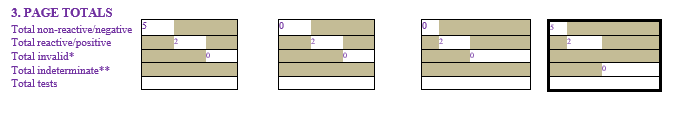 3. PAGE TOTALS
Total non-reactive/negative 5 0 0 5
Total reactive/positive 2 2 2 2
Total invalid* 0 0 0
Total indeterminate** 0
Total tests